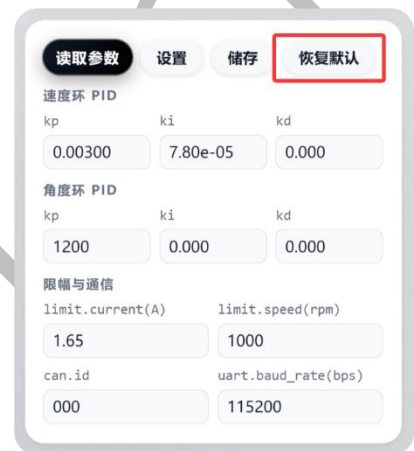 读取参数 设置 储存 恢复默认
速度环 PID
kp ki kd
0.00300 7.80e-05 0.000
角度环 PID
kp ki kd
1200 0.000 0.000
限幅与通信
limit.current(A) limit.speed(rpm)
1.65 1000
can.id uart.baud_rate(bps)
000 115200